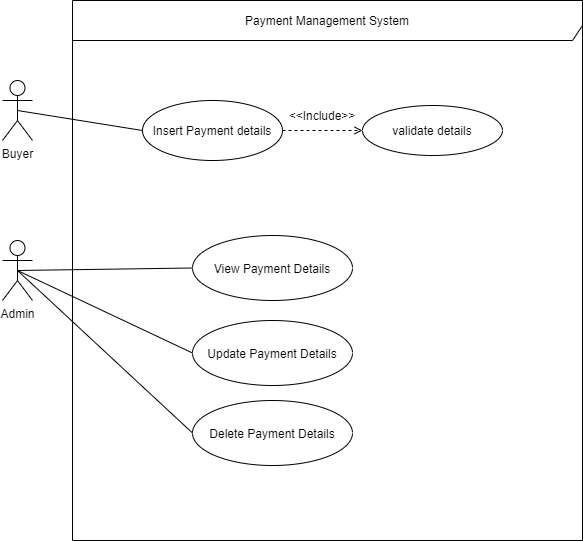 Payment Management System
<<Include>>
Insert Payment details
validate details
Buyer
View Payment Details
Admin
Update Payment Details
Delete Payment Details